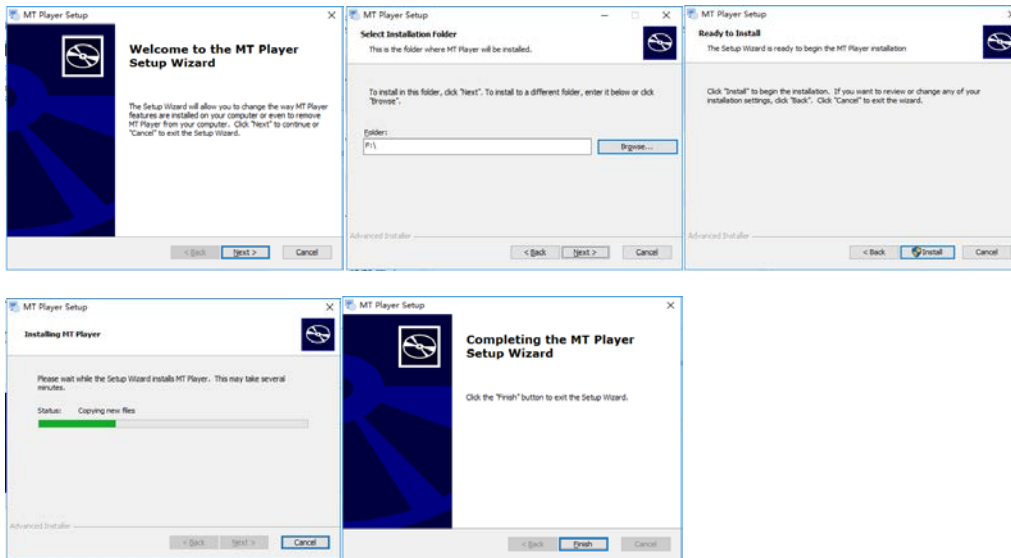 MT Player Setup
Welcome to the MT Player
Setup Wizard
The Setup Wizard will allow you to change the way MT Player
features are installed on your computer or even to remove
MT Player from your computer. Click "Next" to continue or
"Cancel" to exit the Setup Wizard.
< Back
Next >
Cancel
MT Player Setup
Select Installation Folder
This is the folder where MT Player will be installed.
To install in this folder, click "Next". To install to a different folder, enter it below or click
"Browse".
Folder:
F:\
Browse...
Advanced Installer
< Back
Next >
Cancel
MT Player Setup
Ready to Install
The Setup Wizard is ready to begin the MT Player installation
Click "Install" to begin the installation. If you want to review or change any of your
installation settings, click "Back". Click "Cancel" to exit the wizard.
Advanced Installer
< Back
Install
Cancel
MT Player Setup
Installing MT Player
Please wait while the Setup Wizard installs MT Player. This may take several
minutes.
Status: Copying new files
Advanced Installer
< Back
Next >
Cancel
MT Player Setup
Completing the MT Player
Setup Wizard
Click the "Finish" button to exit the Setup Wizard.
< Back
Finish
Cancel